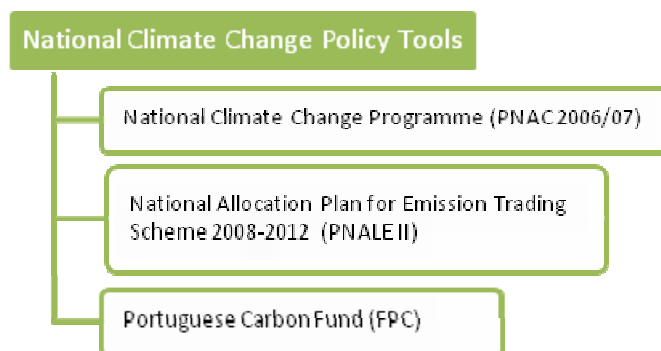 National Climate Change Policy Tools
National Climate Change Programme (PNAC 2006/07)
National Allocation Plan for Emission Trading
Scheme 2008-2012 (PNALE II)
Portuguese Carbon Fund (FPC)